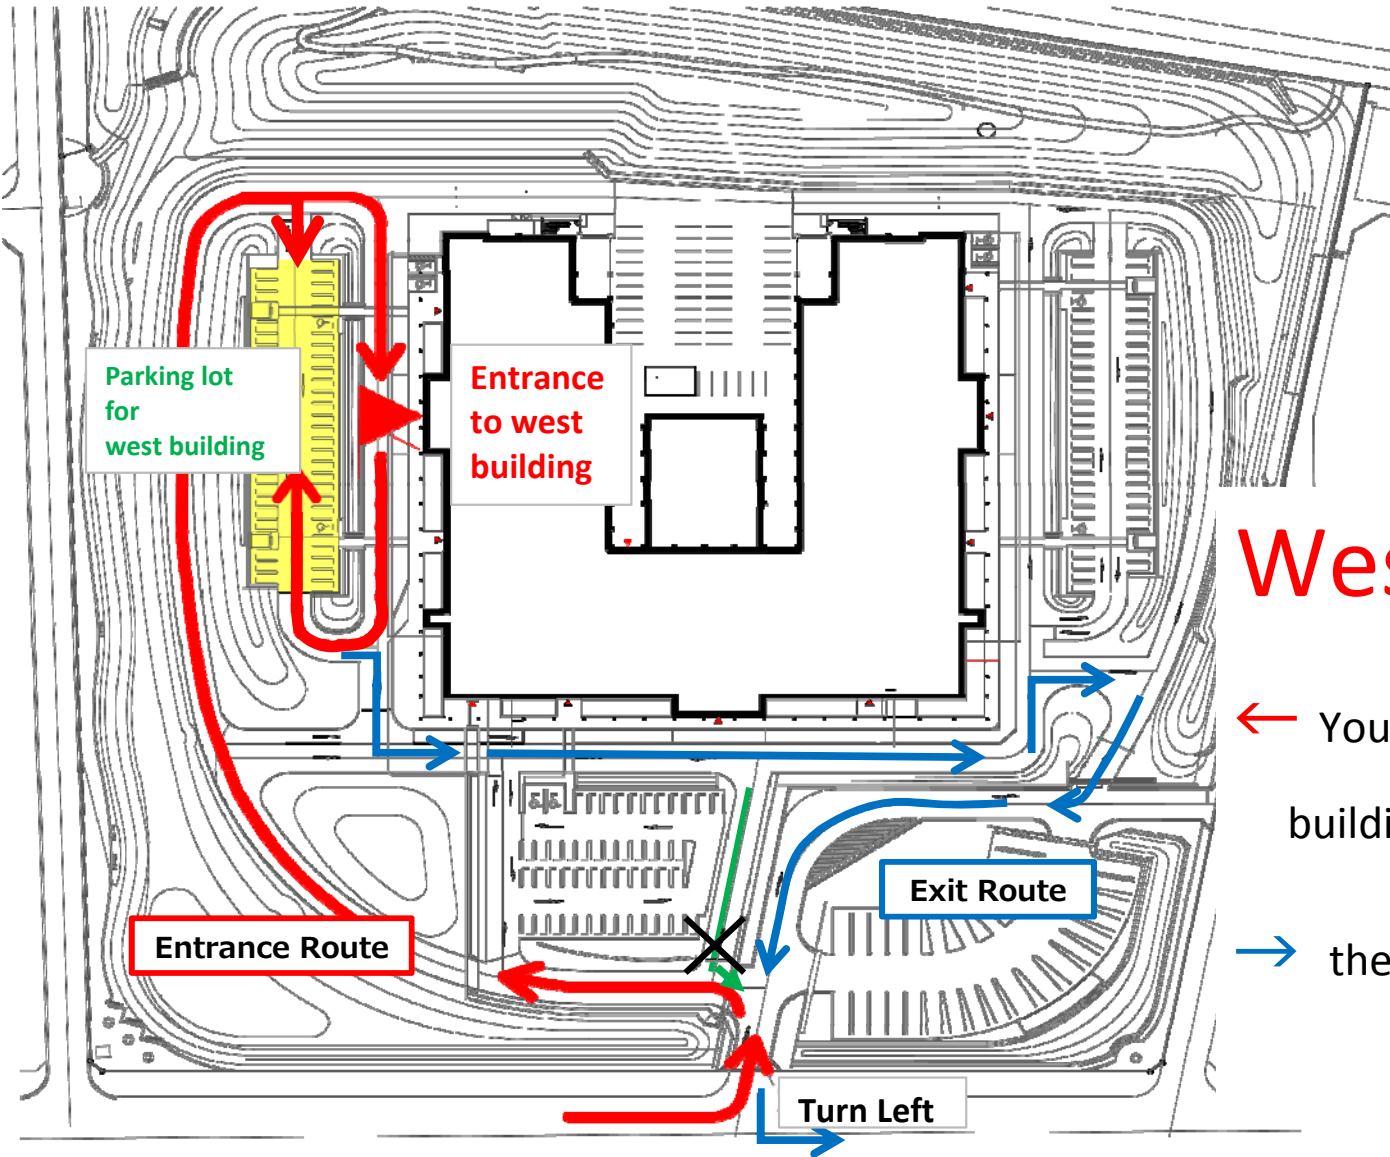 Parking lot
for
west building
Entrance
to west
building
Wes
← You
buildi
Exit Route
Entrance Route
→ the
Turn Left